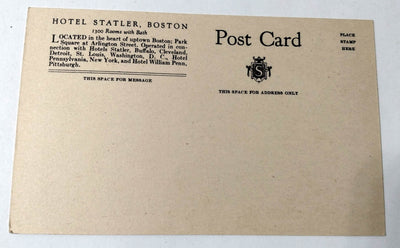 HOTEL STATLER, BOSTON
1300 Rooms with Bath
LOCATED in the heart of uptown Boston; Park
Square at Arlington Street. Operated in con-
nection with Hotels Statler, Buffalo, Cleveland,
Detroit, St. Louis, Washington, D. C., Hotel
Pennsylvania, New York, and Hotel William Penn,
Pittsburgh.
THIS SPACE FOR MESSAGE
Post Card
S
THIS SPACE FOR ADDRESS ONLY
PLACE
STAMP
HERE